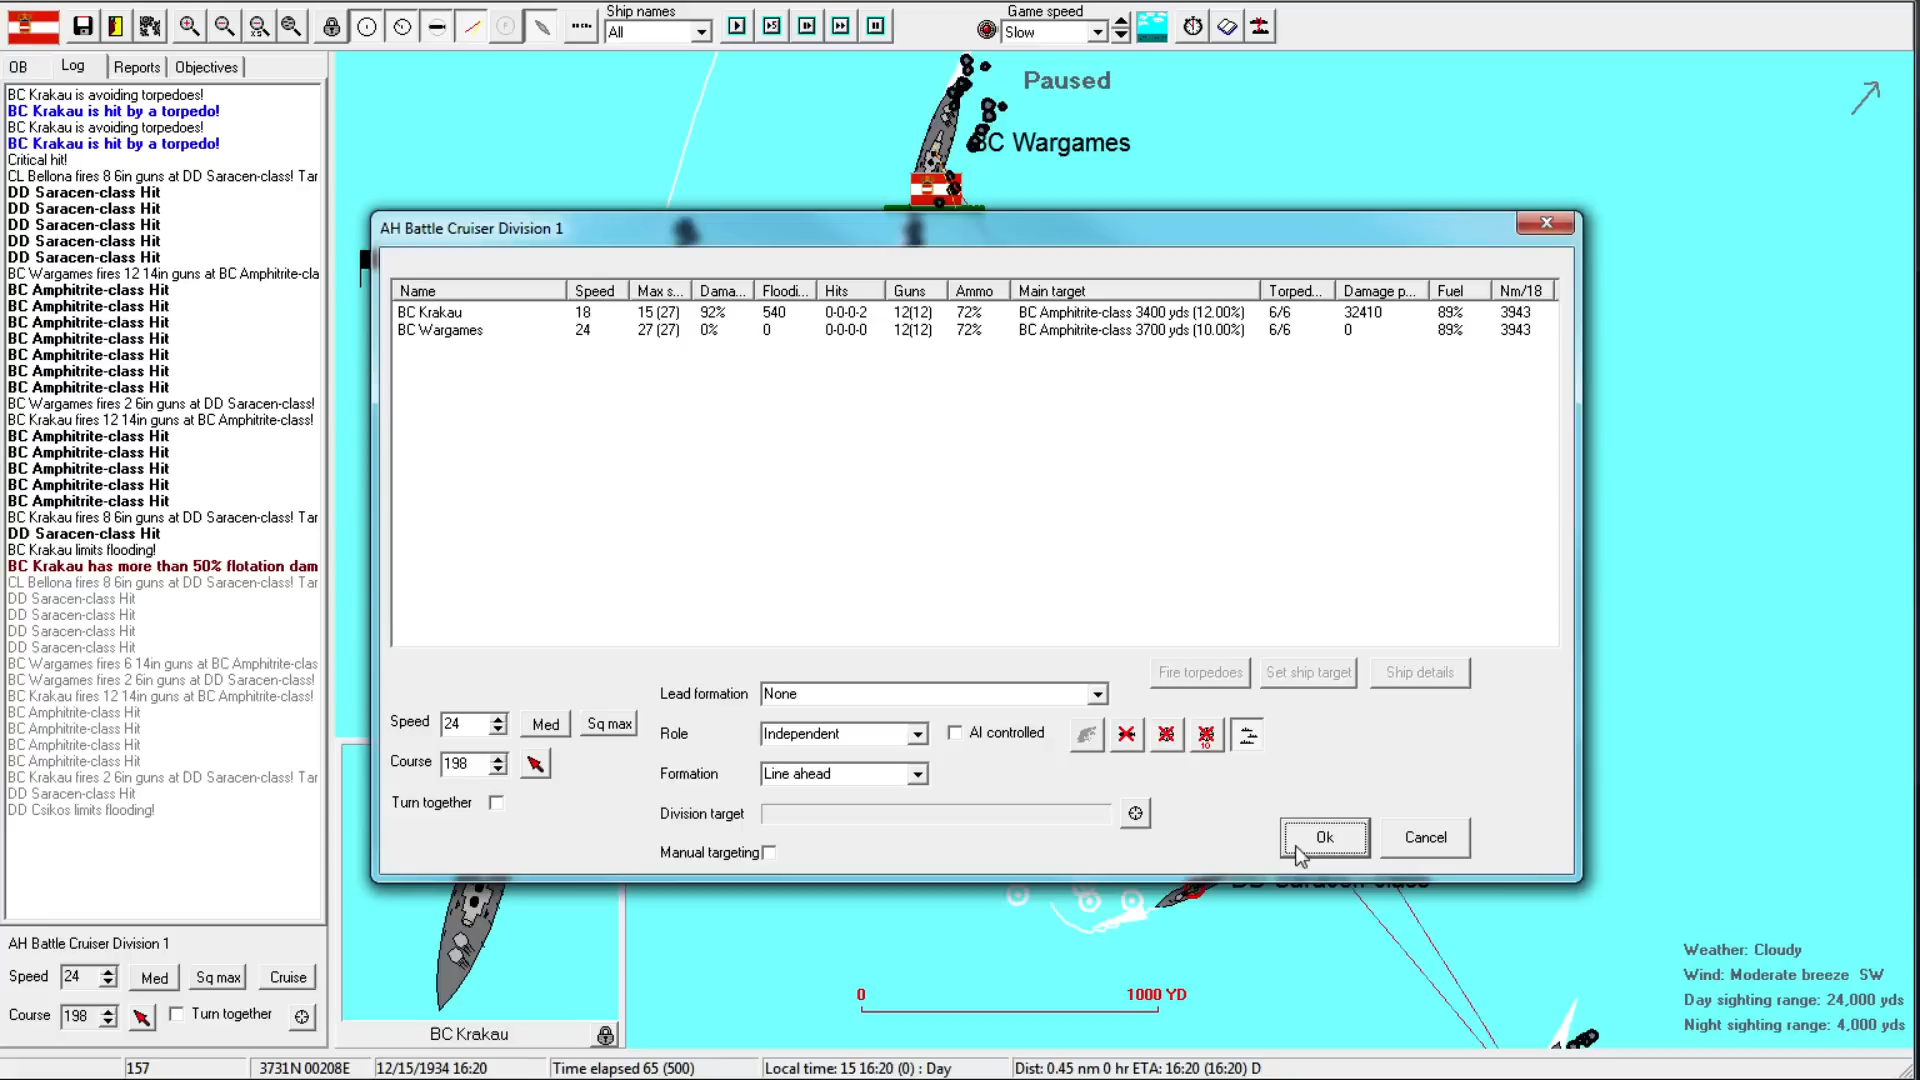 Ship names
All
Game speed
Slow
OB
Log
Reports
Objectives
BC Krakau is avoiding torpedoes!
BC Krakau is hit by a torpedo!
BC Krakau is avoiding torpedoes!
BC Krakau is hit by a torpedo!
Critical hit!
CL Bellona fires 8 6in guns at DD Saracen-class! Tar
DD Saracen-class Hit
DD Saracen-class Hit
DD Saracen-class Hit
DD Saracen-class Hit
DD Saracen-class Hit
BC Wargames fires 12 14in guns at BC Amphitrite-cla
BC Amphitrite-class Hit
BC Amphitrite-class Hit
BC Amphitrite-class Hit
BC Amphitrite-class Hit
BC Amphitrite-class Hit
BC Amphitrite-class Hit
BC Amphitrite-class Hit
BC Wargames fires 2 6in guns at DD Saracen-class!
BC Krakau fires 12 14in guns at BC Amphitrite-class!
BC Amphitrite-class Hit
BC Amphitrite-class Hit
BC Amphitrite-class Hit
BC Amphitrite-class Hit
BC Amphitrite-class Hit
BC Krakau fires 8 6in guns at DD Saracen-class! Tar
DD Saracen-class Hit
BC Krakau limits flooding!
BC Krakau has more than 50% flotation dam
CL Bellona fires 8 6in guns at DD Saracen-class! Tar
DD Saracen-class Hit
DD Saracen-class Hit
DD Saracen-class Hit
DD Saracen-class Hit
BC Wargames fires 6 14in guns at BC Amphitrite-clas
BC Wargames fires 2 6in guns at DD Saracen-class!
BC Krakau fires 12 14in guns at BC Amphitrite-class!
BC Amphitrite-class Hit
BC Amphitrite-class Hit
BC Amphitrite-class Hit
BC Amphitrite-class Hit
BC Krakau fires 2 6in guns at DD Saracen-class! Tar
DD Saracen-class Hit
DD Csikos limits flooding!
AH Battle Cruiser Division 1
Speed 24 Med Sq max Cruise
Course 198 Turn together
Paused
BC Wargames
AH Battle Cruiser Division 1
Name Speed Max s... Dama... Floodi... Hits Guns Ammo Main target Torped... Damage p... Fuel Nm/18
BC Krakau 18 15 (27) 92% 540 0-0-0-2 12(12) 72% BC Amphitrite-class 3400 yds (12.00%) 6/6 32410 89% 3943
BC Wargames 24 27 (27) 0% 0 0-0-0-0 12(12) 72% BC Amphitrite-class 3700 yds (10.00%) 6/6 0 89% 3943
Fire torpedoes Set ship target Ship details
Speed 24 Med Sq max
Course 198
Turn together
Lead formation None
Role Independent AI controlled
10
Formation Line ahead
Division target
Manual targeting
Ok Cancel
DD Saracen-class
0 1000 YD
Weather: Cloudy
Wind: Moderate breeze SW
Day sighting range: 24,000 yds
Night sighting range: 4,000 yds
BC Krakau
157 3731N 00208E 12/15/1934 16:20 Time elapsed 65 (500) Local time: 15 16:20 (0) : Day Dist: 0.45 nm 0 hr ETA: 16:20 (16:20) D